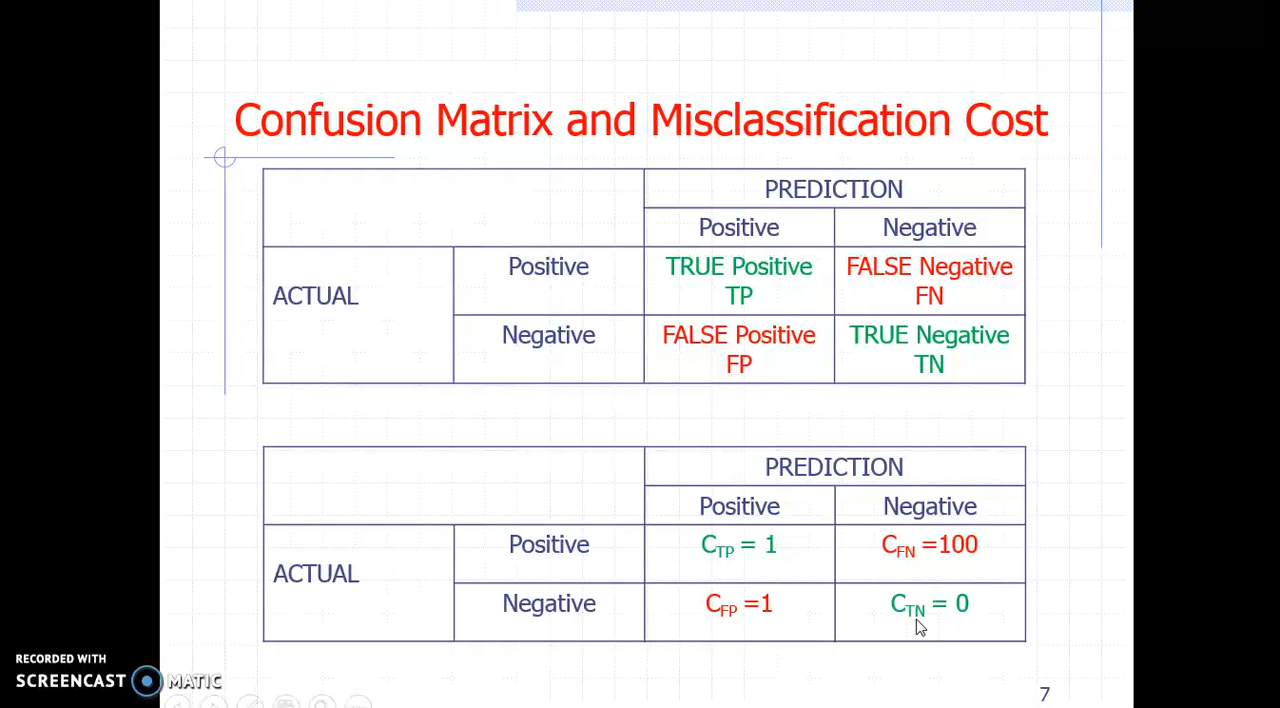 Confusion Matrix and Misclassification Cost
PREDICTION
Positive Negative
ACTUAL Positive TRUE Positive TP FALSE Negative FN
Negative FALSE Positive FP TRUE Negative TN
PREDICTION
Positive Negative
ACTUAL Positive CTP = 1 CFN =100
Negative CFP =1 CTN = 0
RECORDED WITH
SCREENCAST MATIC
7